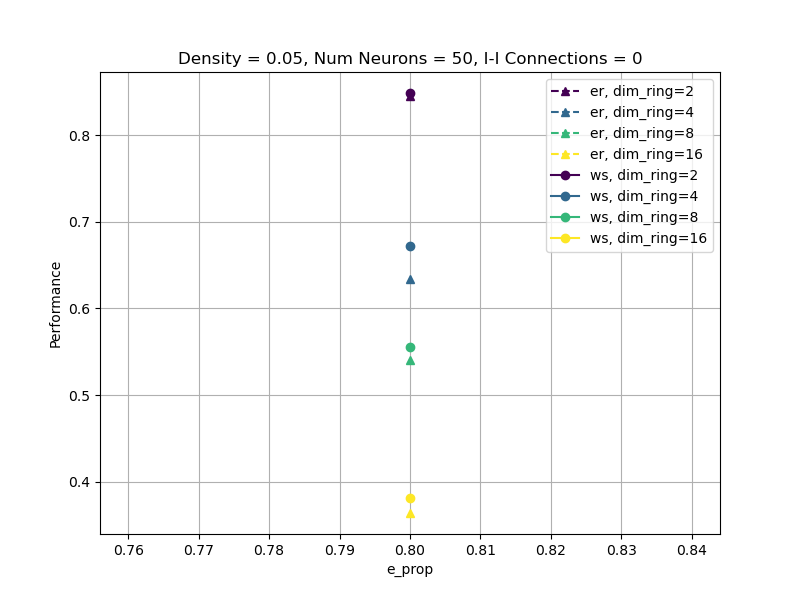 Density = 0.05, Num Neurons = 50, I-I Connections = 0
er, dim_ring=2
er, dim_ring=4
er, dim_ring=8
er, dim_ring=16
ws, dim_ring=2
ws, dim_ring=4
ws, dim_ring=8
ws, dim_ring=16
Performance
0.8
0.7
0.6
0.5
0.4
0.76 0.77 0.78 0.79 0.80 0.81 0.82 0.83 0.84
e_prop